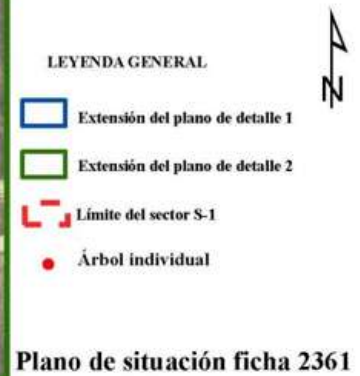 N
LEYENDA GENERAL
Extensión del plano de detalle 1
Extensión del plano de detalle 2
Límite del sector S-1
Árbol individual
Plano de situación ficha 2361